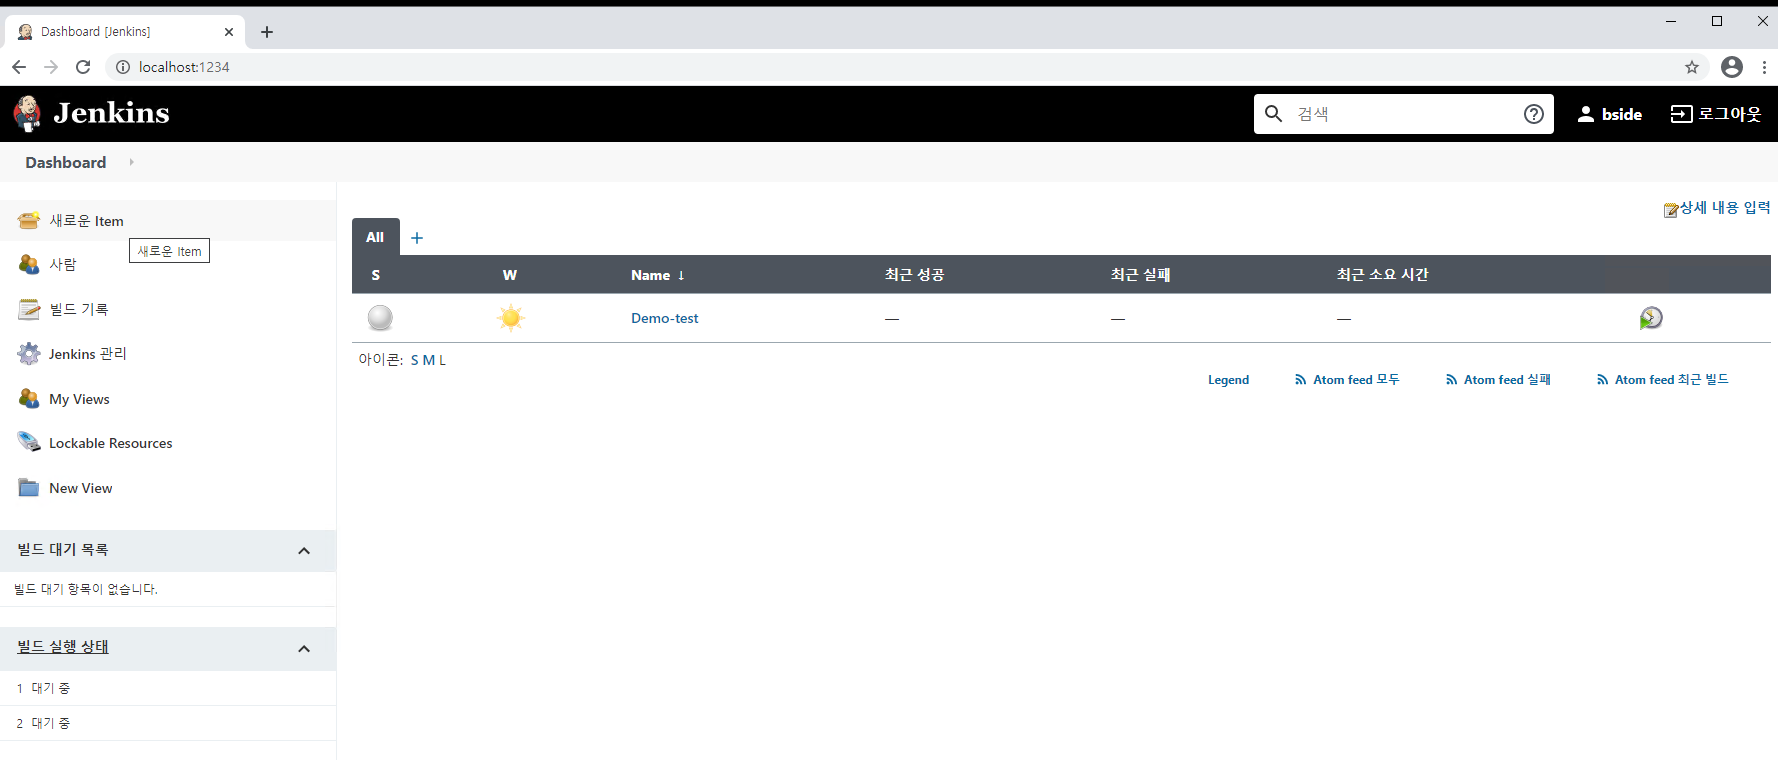 Dashboard [Jenkins]
localhost:1234
Jenkins
검색
bside
로그아웃
Dashboard
새로운 Item
새로운 Item
사람
빌드 기록
Jenkins 관리
My Views
Lockable Resources
New View
빌드 대기 목록
빌드 대기 항목이 없습니다.
빌드 실행 상태
1 대기 중
2 대기 중
상세 내용 입력
All +
S W Name ↓ 최근 성공 최근 실패 최근 소요 시간
Demo-test — — —
아이콘: S M L
Legend Atom feed 모두 Atom feed 실패 Atom feed 최근 빌드